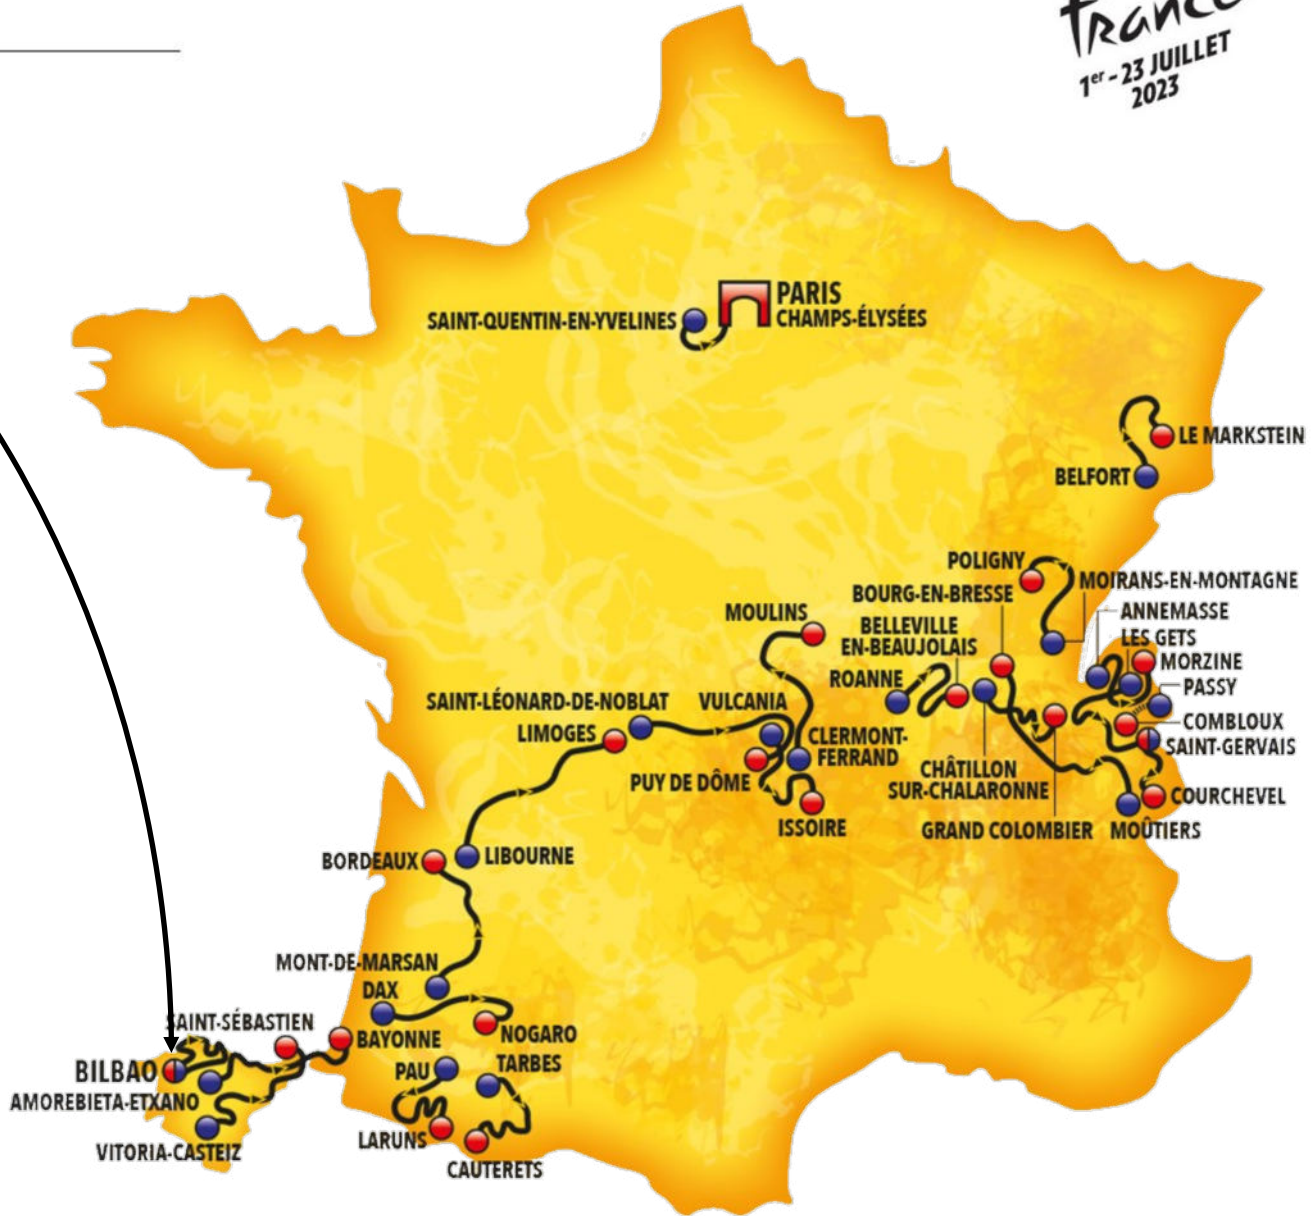 France
1er - 23 JUILLET
2023
PARIS
CHAMPS-ÉLYSÉES
SAINT-QUENTIN-EN-YVELINES
LE MARKSTEIN
BELFORT
POLIGNY
MOIRANS-EN-MONTAGNE
BOURG-EN-BRESSE
ANNEMASSE
MOULINS
BELLEVILLE
EN-BEAUJOLAIS
LES GETS
MORZINE
ROANNE
PASSY
SAINT-LÉONARD-DE-NOBLAT
VULCANIA
COMBLOUX
LIMOGES
CLERMONT-
FERRAND
SAINT-GERVAIS
PUY DE DÔME
CHÂTILLON
SUR-CHALARONNE
COURCHEVEL
ISSOIRE
GRAND COLOMBIER
MOÛTIERS
BORDEAUX
LIBOURNE
MONT-DE-MARSAN
DAX
SAINT-SÉBASTIEN
BAYONNE
NOGARO
BILBAO
PAU
TARBES
AMOREBIETA-ETXANO
LARUNS
VITORIA-CASTEIZ
CAUTERETS